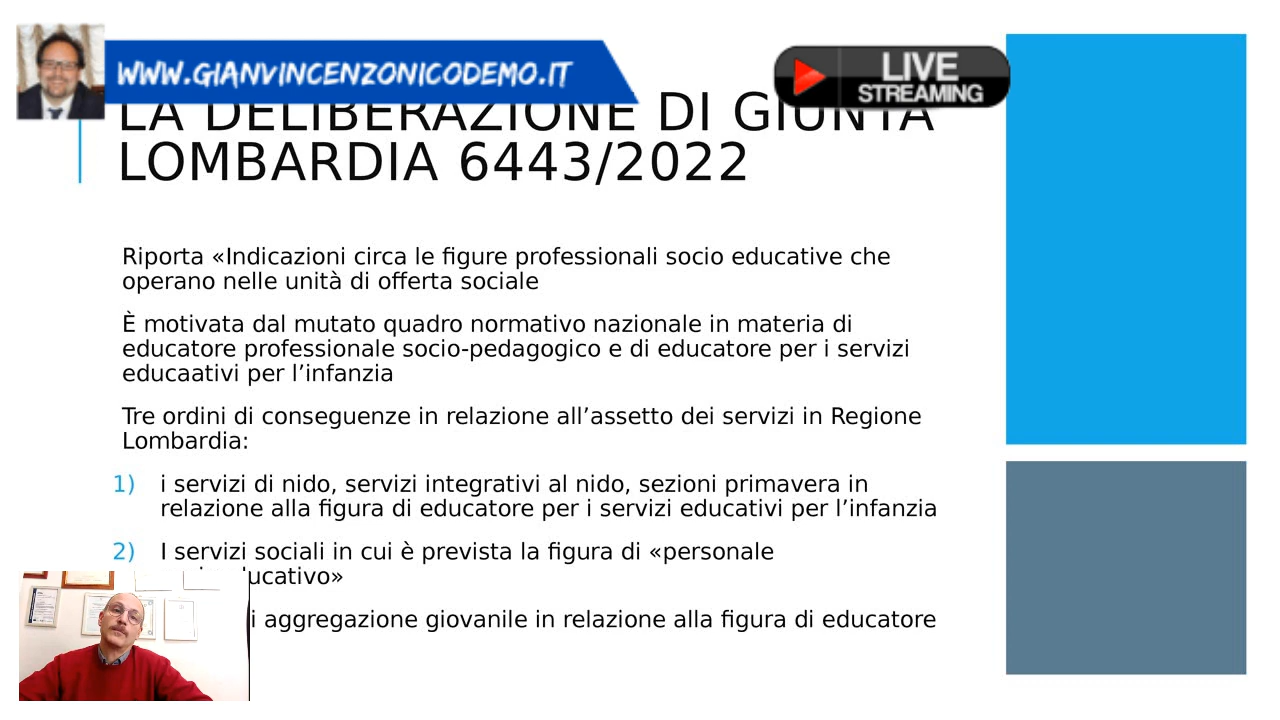 WWW.GIANVINCENZONICODEMO.IT
LIVE
STREAMING
LA DELIBERAZIONE DI GIUNTA
LOMBARDIA 6443/2022
Riporta «Indicazioni circa le figure professionali socio educative che
operano nelle unità di offerta sociale
È motivata dal mutato quadro normativo nazionale in materia di
educatore professionale socio-pedagogico e di educatore per i servizi
educaativi per l’infanzia
Tre ordini di conseguenze in relazione all’assetto dei servizi in Regione
Lombardia:
1) i servizi di nido, servizi integrativi al nido, sezioni primavera in
relazione alla figura di educatore per i servizi educativi per l’infanzia
2) I servizi sociali in cui è prevista la figura di «personale
ucativo»
i aggregazione giovanile in relazione alla figura di educatore